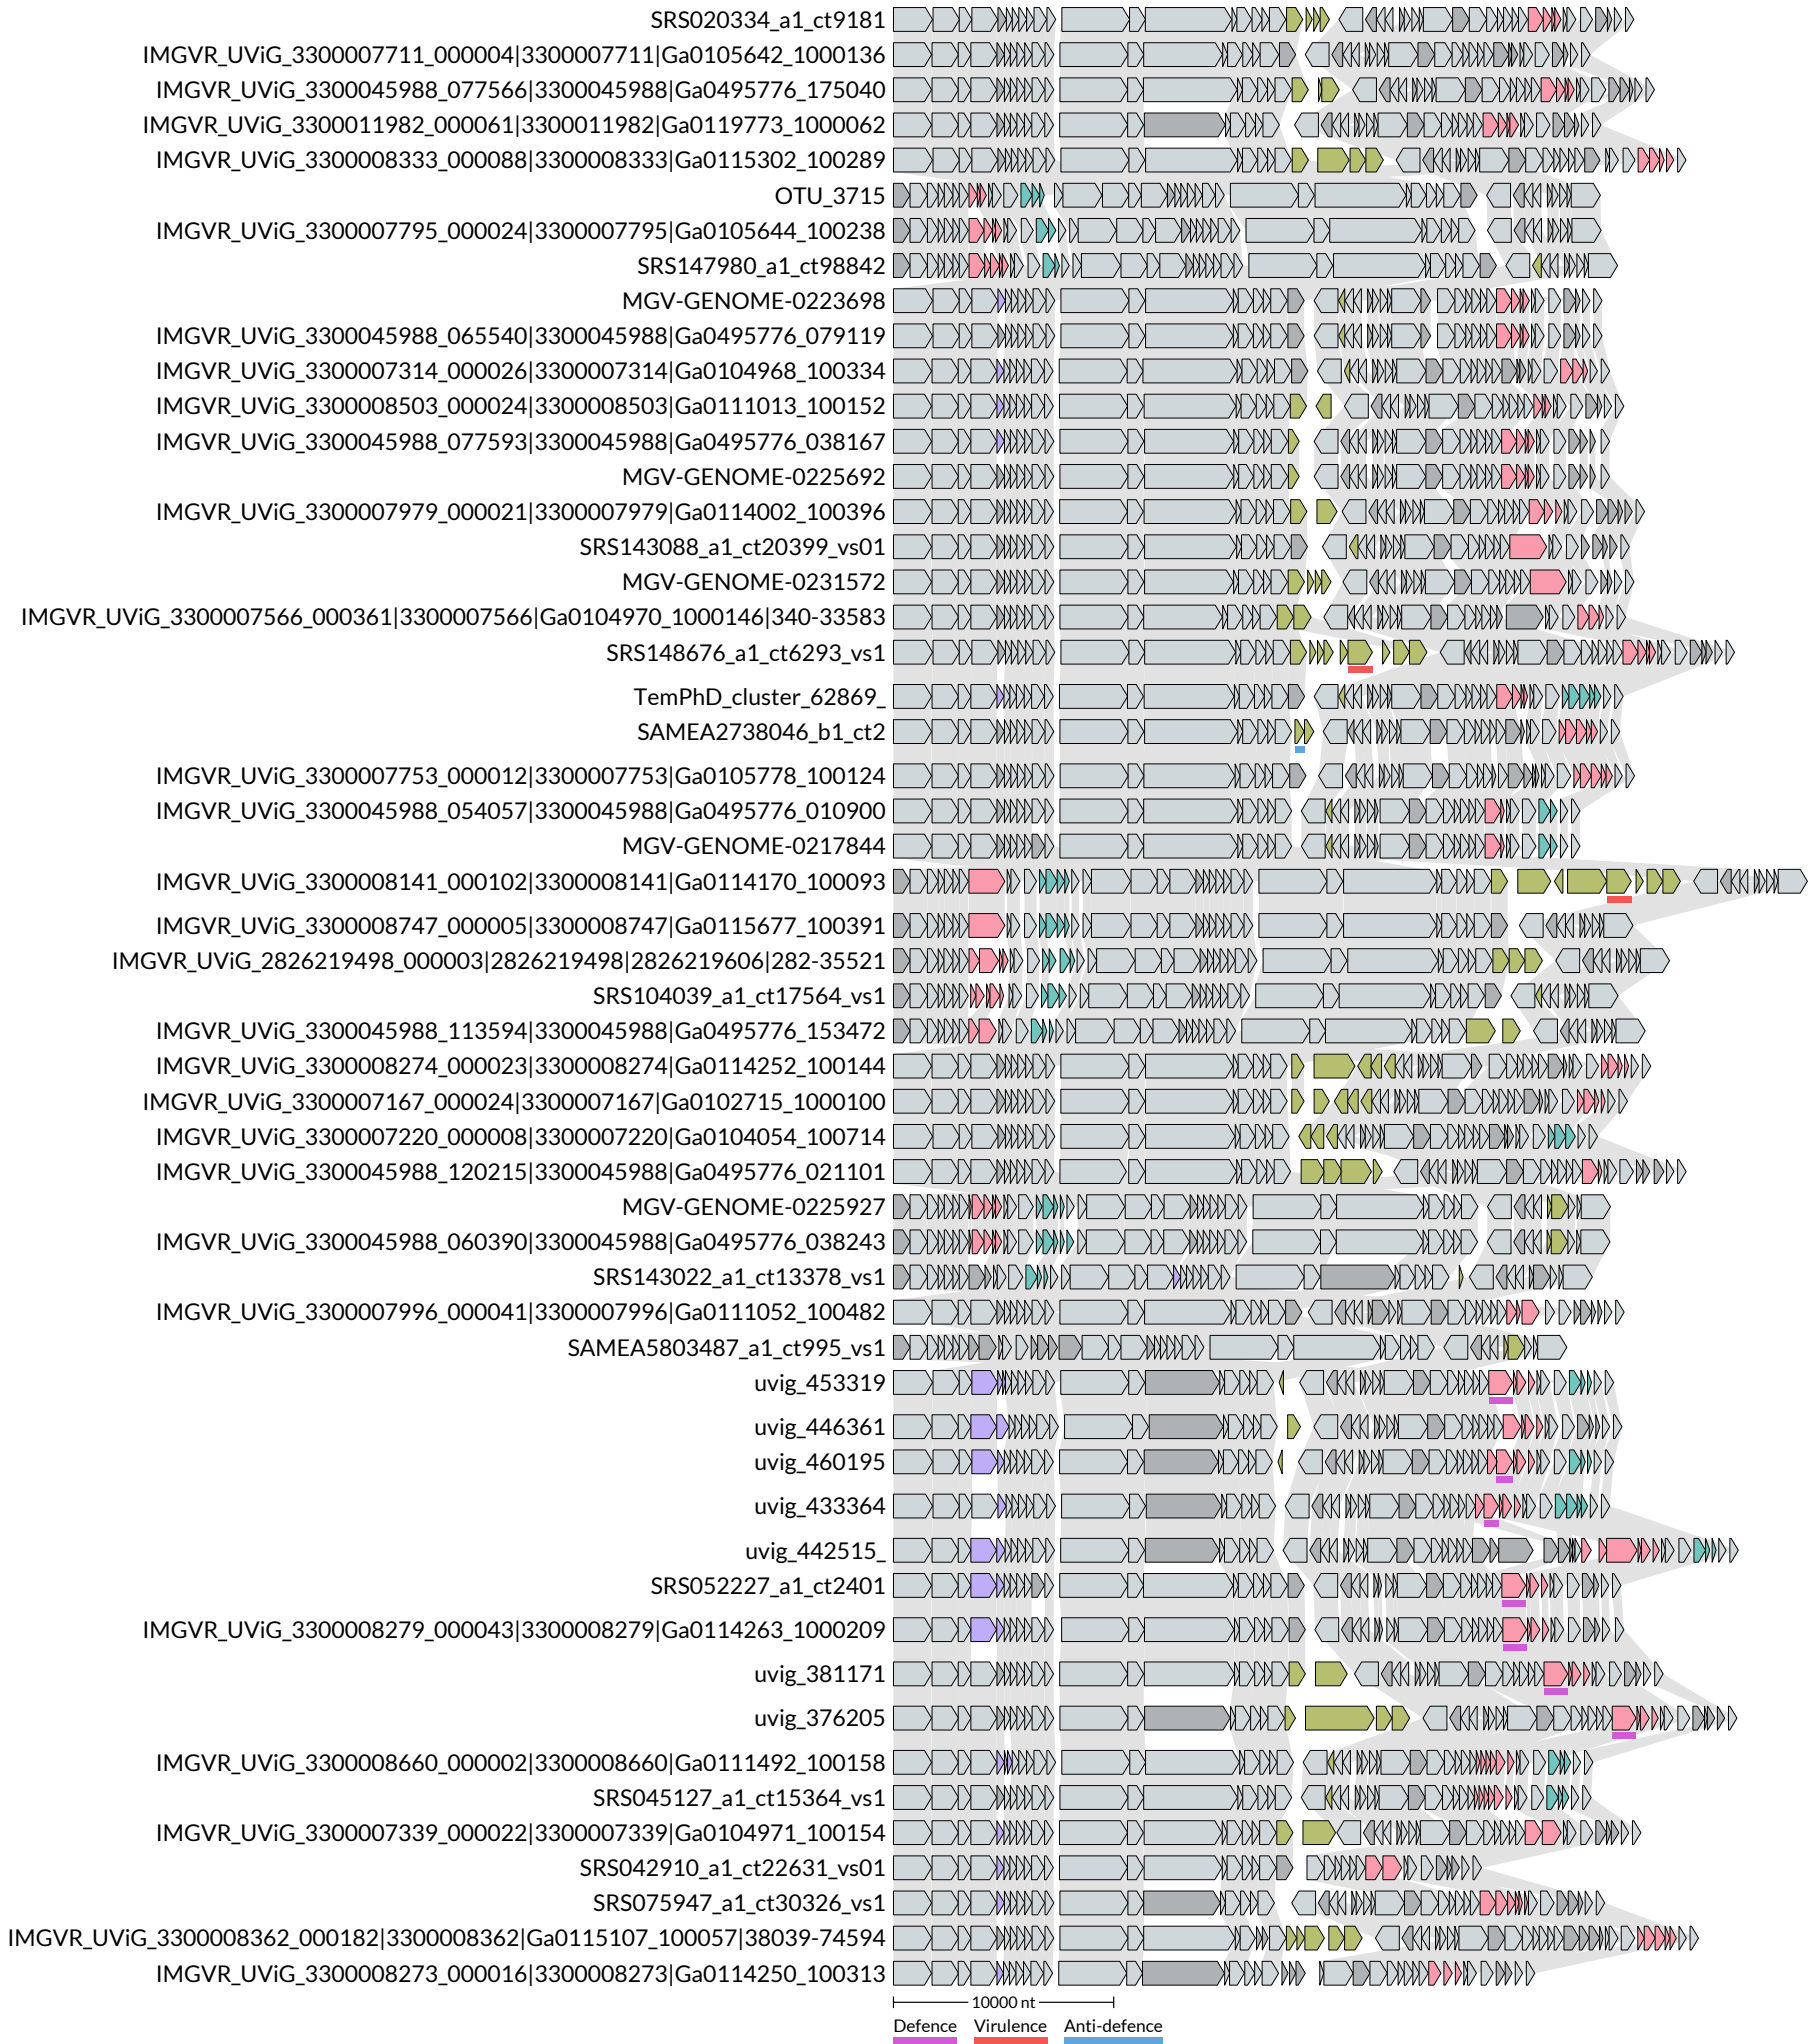 SRS020334_a1_ct9181
IMGVR_UViG_3300007711_000004|3300007711|Ga0105642_1000136
IMGVR_UViG_3300045988_077566|3300045988|Ga0495776_175040
IMGVR_UViG_3300011982_000061|3300011982|Ga0119773_1000062
IMGVR_UViG_3300008333_000088|3300008333|Ga0115302_100289
OTU_3715
IMGVR_UViG_3300007795_000024|3300007795|Ga0105644_100238
SRS147980_a1_ct98842
MGV-GENOME-0223698
IMGVR_UViG_3300045988_065540|3300045988|Ga0495776_079119
IMGVR_UViG_3300007314_000026|3300007314|Ga0104968_100334
IMGVR_UViG_3300008503_000024|3300008503|Ga0111013_100152
IMGVR_UViG_3300045988_077593|3300045988|Ga0495776_038167
MGV-GENOME-0225692
IMGVR_UViG_3300007979_000021|3300007979|Ga0114002_100396
SRS143088_a1_ct20399_vs01
MGV-GENOME-0231572
IMGVR_UViG_3300007566_000361|3300007566|Ga0104970_1000146|340-33583
SRS148676_a1_ct6293_vs1
TemPhD_cluster_62869_
SAMEA2738046_b1_ct2
IMGVR_UViG_3300007753_000012|3300007753|Ga0105778_100124
IMGVR_UViG_3300045988_054057|3300045988|Ga0495776_010900
MGV-GENOME-0217844
IMGVR_UViG_3300008141_000102|3300008141|Ga0114170_100093
IMGVR_UViG_3300008747_000005|3300008747|Ga0115677_100391
IMGVR_UViG_2826219498_000003|2826219498|2826219606|282-35521
SRS104039_a1_ct17564_vs1
IMGVR_UViG_3300045988_113594|3300045988|Ga0495776_153472
IMGVR_UViG_3300008274_000023|3300008274|Ga0114252_100144
IMGVR_UViG_3300007167_000024|3300007167|Ga0102715_1000100
IMGVR_UViG_3300007220_000008|3300007220|Ga0104054_100714
IMGVR_UViG_3300045988_120215|3300045988|Ga0495776_021101
MGV-GENOME-0225927
IMGVR_UViG_3300045988_060390|3300045988|Ga0495776_038243
SRS143022_a1_ct13378_vs1
IMGVR_UViG_3300007996_000041|3300007996|Ga0111052_100482
SAMEA5803487_a1_ct995_vs1
uvig_453319
uvig_446361
uvig_460195
uvig_433364
uvig_442515_
SRS052227_a1_ct2401
IMGVR_UViG_3300008279_000043|3300008279|Ga0114263_1000209
uvig_381171
uvig_376205
IMGVR_UViG_3300008660_000002|3300008660|Ga0111492_100158
SRS045127_a1_ct15364_vs1
IMGVR_UViG_3300007339_000022|3300007339|Ga0104971_100154
SRS042910_a1_ct22631_vs01
SRS075947_a1_ct30326_vs1
IMGVR_UViG_3300008362_000182|3300008362|Ga0115107_100057|38039-74594
IMGVR_UViG_3300008273_000016|3300008273|Ga0114250_100313
10000 nt
Defence Virulence Anti-defence